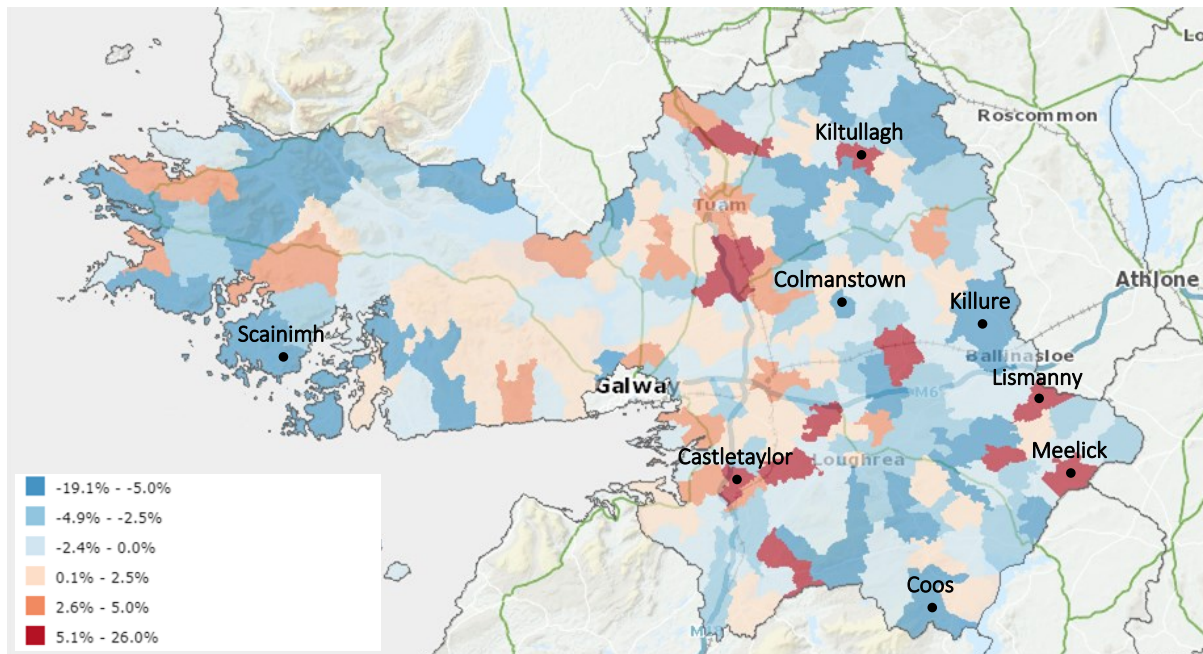 Lo
Roscommon
Kiltullagh
Tuam
Athlone
Colmanstown
Killure
Scainimh
Ballinasloe
Galway
Lismanny
M6
Meelick
Castletaylor
Loughrea
-19.1% - -5.0%
-4.9% - -2.5%
-2.4% - 0.0%
0.1% - 2.5%
2.6% - 5.0%
5.1% - 26.0%
Coos